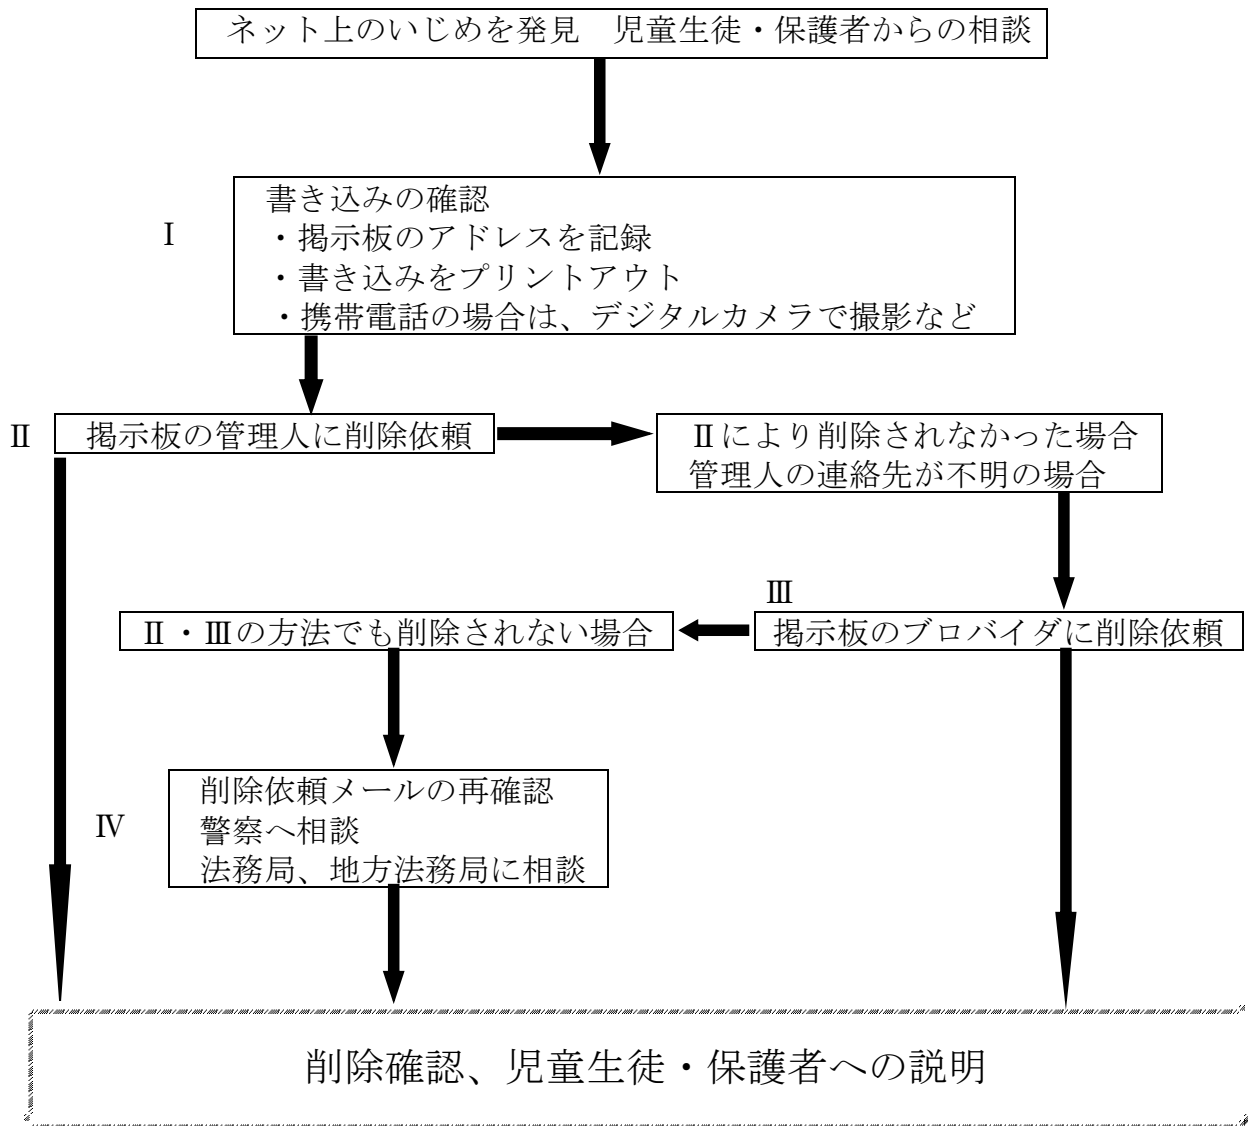 ネット上のいじめを発見　児童生徒・保護者からの相談
Ⅰ
書き込みの確認
・掲示板のアドレスを記録
・書き込みをプリントアウト
・携帯電話の場合は、デジタルカメラで撮影など
Ⅱ
掲示板の管理人に削除依頼
Ⅱにより削除されなかった場合
管理人の連絡先が不明の場合
Ⅲ
掲示板のブロバイダに削除依頼
Ⅱ・Ⅲの方法でも削除されない場合
Ⅳ
削除依頼メールの再確認
警察へ相談
法務局、地方法務局に相談
削除確認、児童生徒・保護者への説明